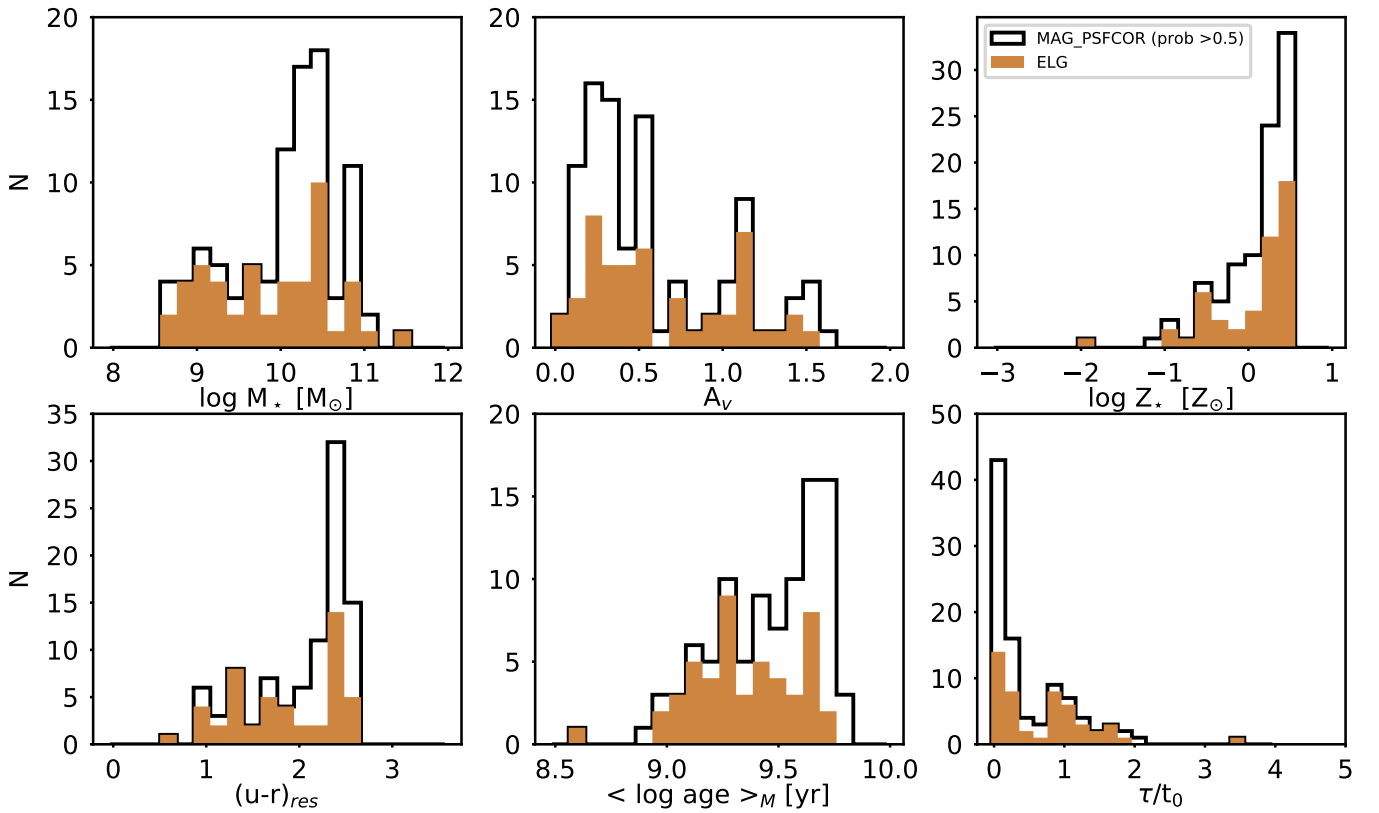 20
15
10
5
0
N
8 9 10 11 12
log M⋆ [M⊙]
20
15
10
5
0
0.0 0.5 1.0 1.5 2.0
Aᵥ
MAG_PSFCOR (prob >0.5)
ELG
30
25
20
15
10
5
0
−3 −2 −1 0 1
log Z⋆ [Z⊙]
35
30
25
20
15
10
5
0
N
0 1 2 3
(u-r)res
20
15
10
5
0
8.5 9.0 9.5 10.0
< log age >M [yr]
50
40
30
20
10
0
0 1 2 3 4 5
τ/t₀